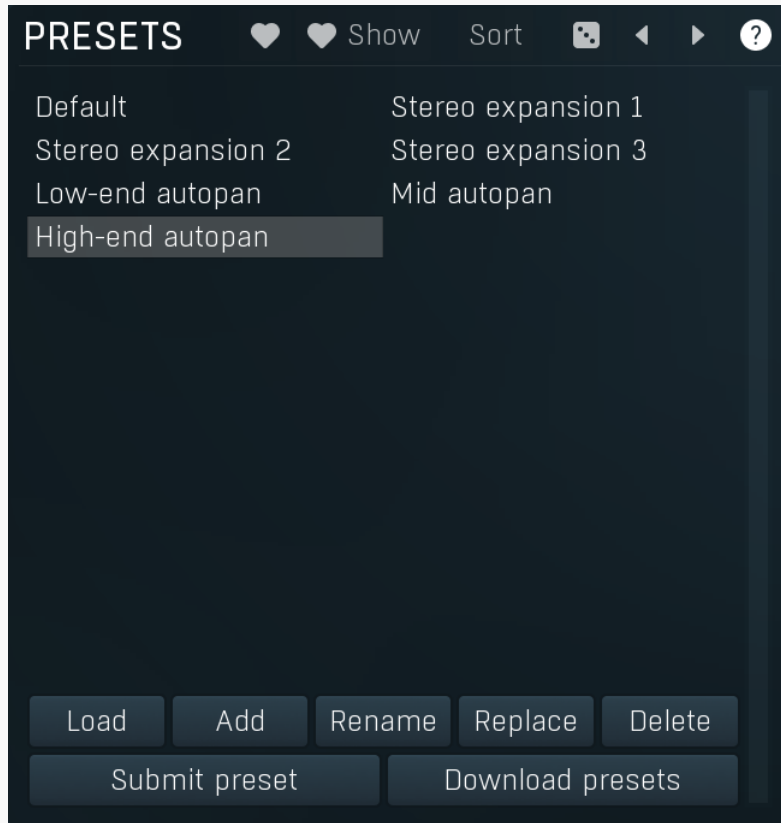 PRESETS Show Sort ?
Default Stereo expansion 1
Stereo expansion 2 Stereo expansion 3
Low-end autopan Mid autopan
High-end autopan
Load Add Rename Replace Delete
Submit preset Download presets